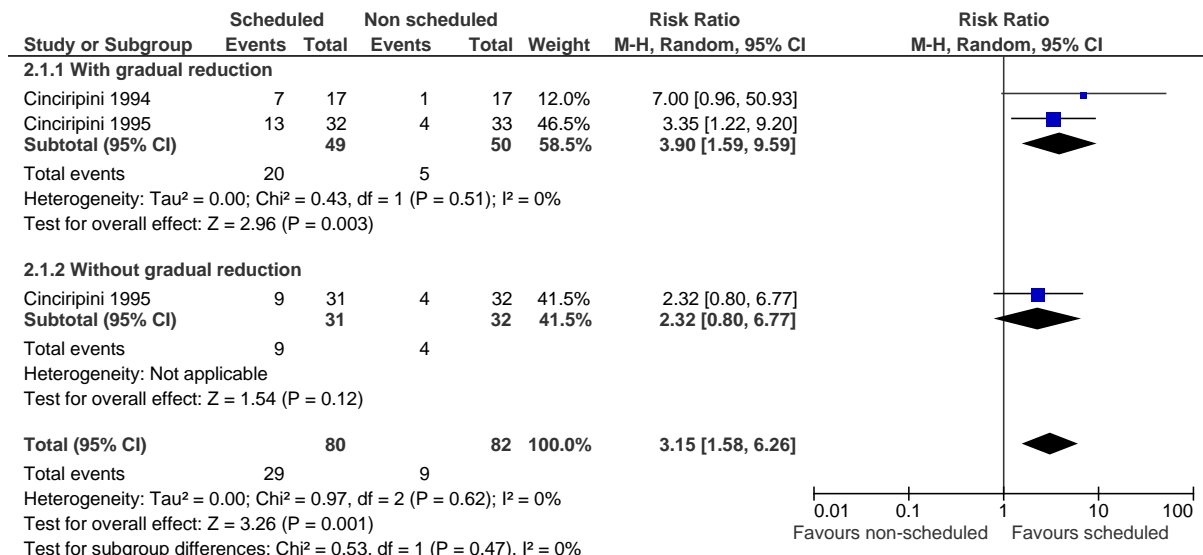 Scheduled Non scheduled Risk Ratio Risk Ratio
Study or Subgroup Events Total Events Total Weight M-H, Random, 95% CI M-H, Random, 95% CI
2.1.1 With gradual reduction
Cinciripini 1994 7 17 1 17 12.0% 7.00 [0.96, 50.93]
Cinciripini 1995 13 32 4 33 46.5% 3.35 [1.22, 9.20]
Subtotal (95% CI) 49 50 58.5% 3.90 [1.59, 9.59]
Total events 20 5
Heterogeneity: Tau² = 0.00; Chi² = 0.43, df = 1 (P = 0.51); I² = 0%
Test for overall effect: Z = 2.96 (P = 0.003)
2.1.2 Without gradual reduction
Cinciripini 1995 9 31 4 32 41.5% 2.32 [0.80, 6.77]
Subtotal (95% CI) 31 32 41.5% 2.32 [0.80, 6.77]
Total events 9 4
Heterogeneity: Not applicable
Test for overall effect: Z = 1.54 (P = 0.12)
Total (95% CI) 80 82 100.0% 3.15 [1.58, 6.26]
Total events 29 9
Heterogeneity: Tau² = 0.00; Chi² = 0.97, df = 2 (P = 0.62); I² = 0%
Test for overall effect: Z = 3.26 (P = 0.001)
Test for subgroup differences: Chi² = 0.53, df = 1 (P = 0.47), I² = 0%
0.01 0.1 1 10 100
Favours non-scheduled Favours scheduled